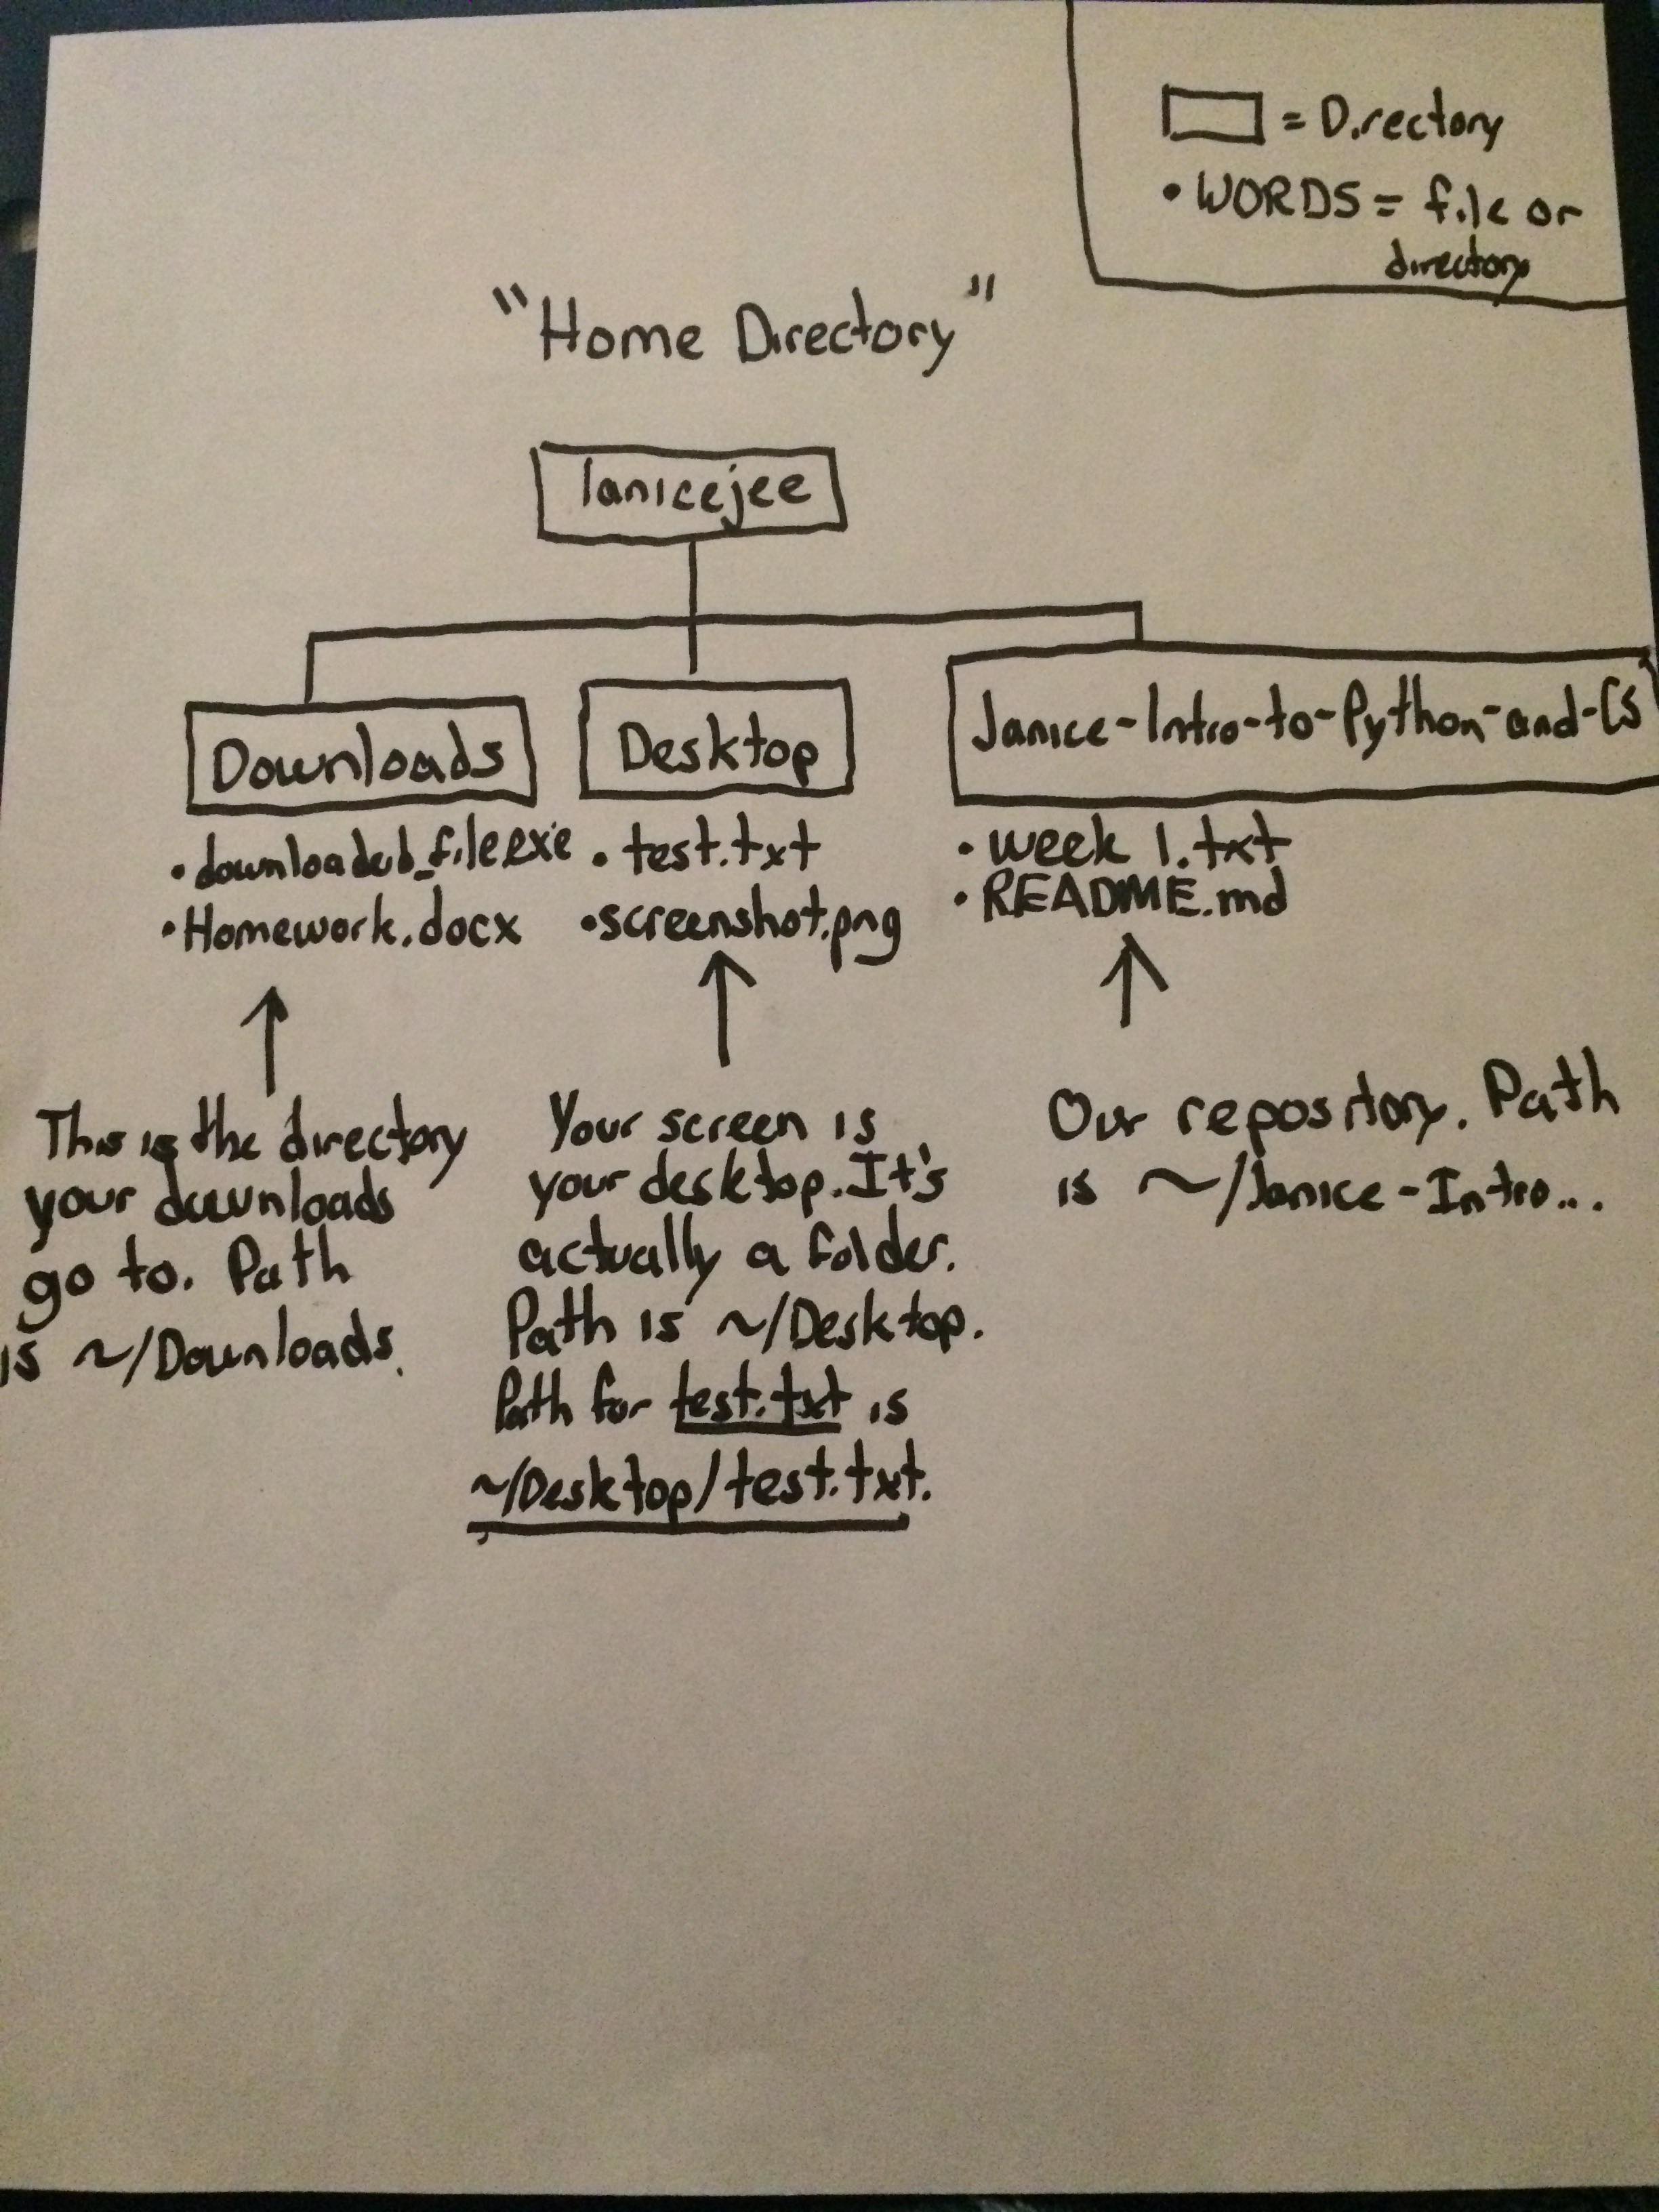 = Directory
• WORDS = file or
directory
"Home Directory"
lanicejee
Downloads
Desktop
Janice-Intro-to-Python-and-CS
• downloaded_file.exe
• Homework.docx
• test.txt
• screenshot.png
• week 1.txt
• README.md
This is the directory
your downloads
go to. Path
is ~/Downloads.
Your screen is
your desktop. It's
actually a folder.
Path is ~/Desktop.
Path for test.txt is
~/Desktop/test.txt.
Our repository. Path
is ~/Janice-Intro...